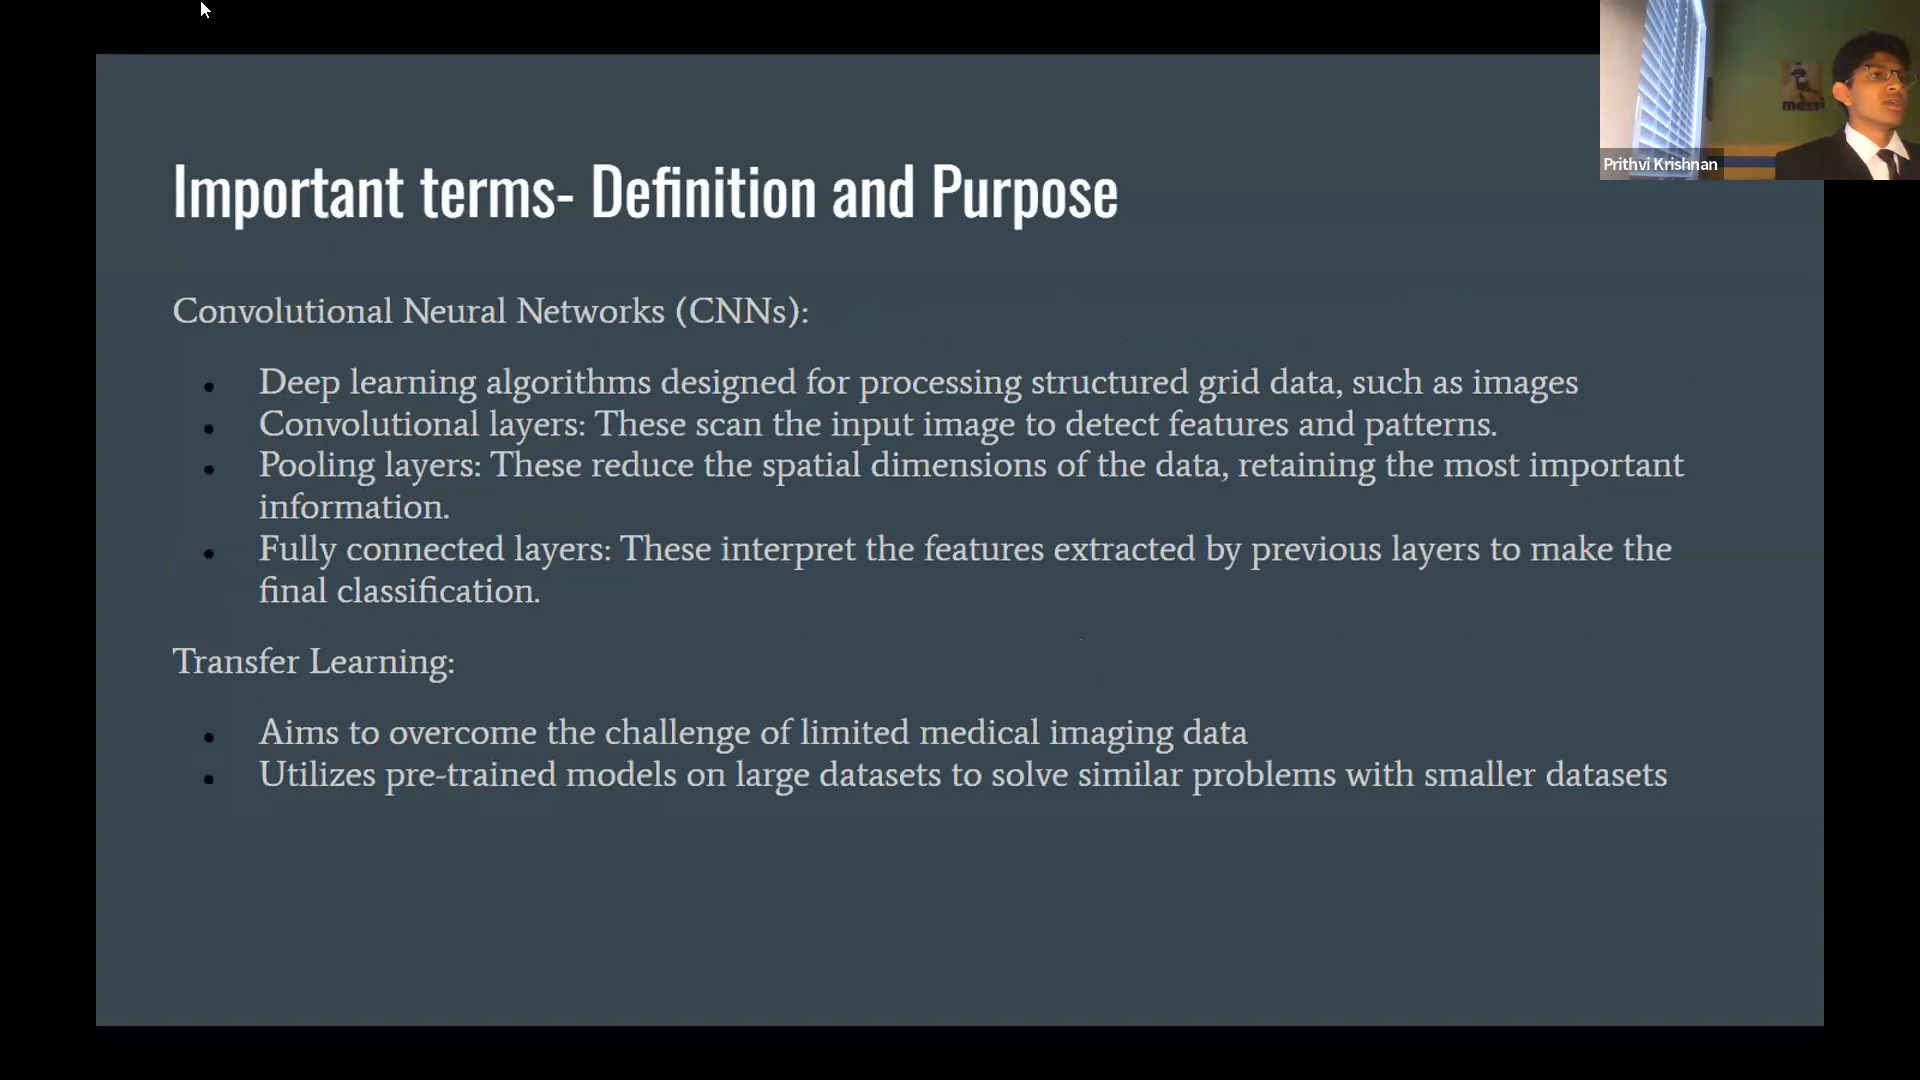 messi
Prithvi Krishnan
Important terms- Definition and Purpose
Convolutional Neural Networks (CNNs):
Deep learning algorithms designed for processing structured grid data, such as images
Convolutional layers: These scan the input image to detect features and patterns.
Pooling layers: These reduce the spatial dimensions of the data, retaining the most important
information.
Fully connected layers: These interpret the features extracted by previous layers to make the
final classification.
Transfer Learning:
Aims to overcome the challenge of limited medical imaging data
Utilizes pre-trained models on large datasets to solve similar problems with smaller datasets